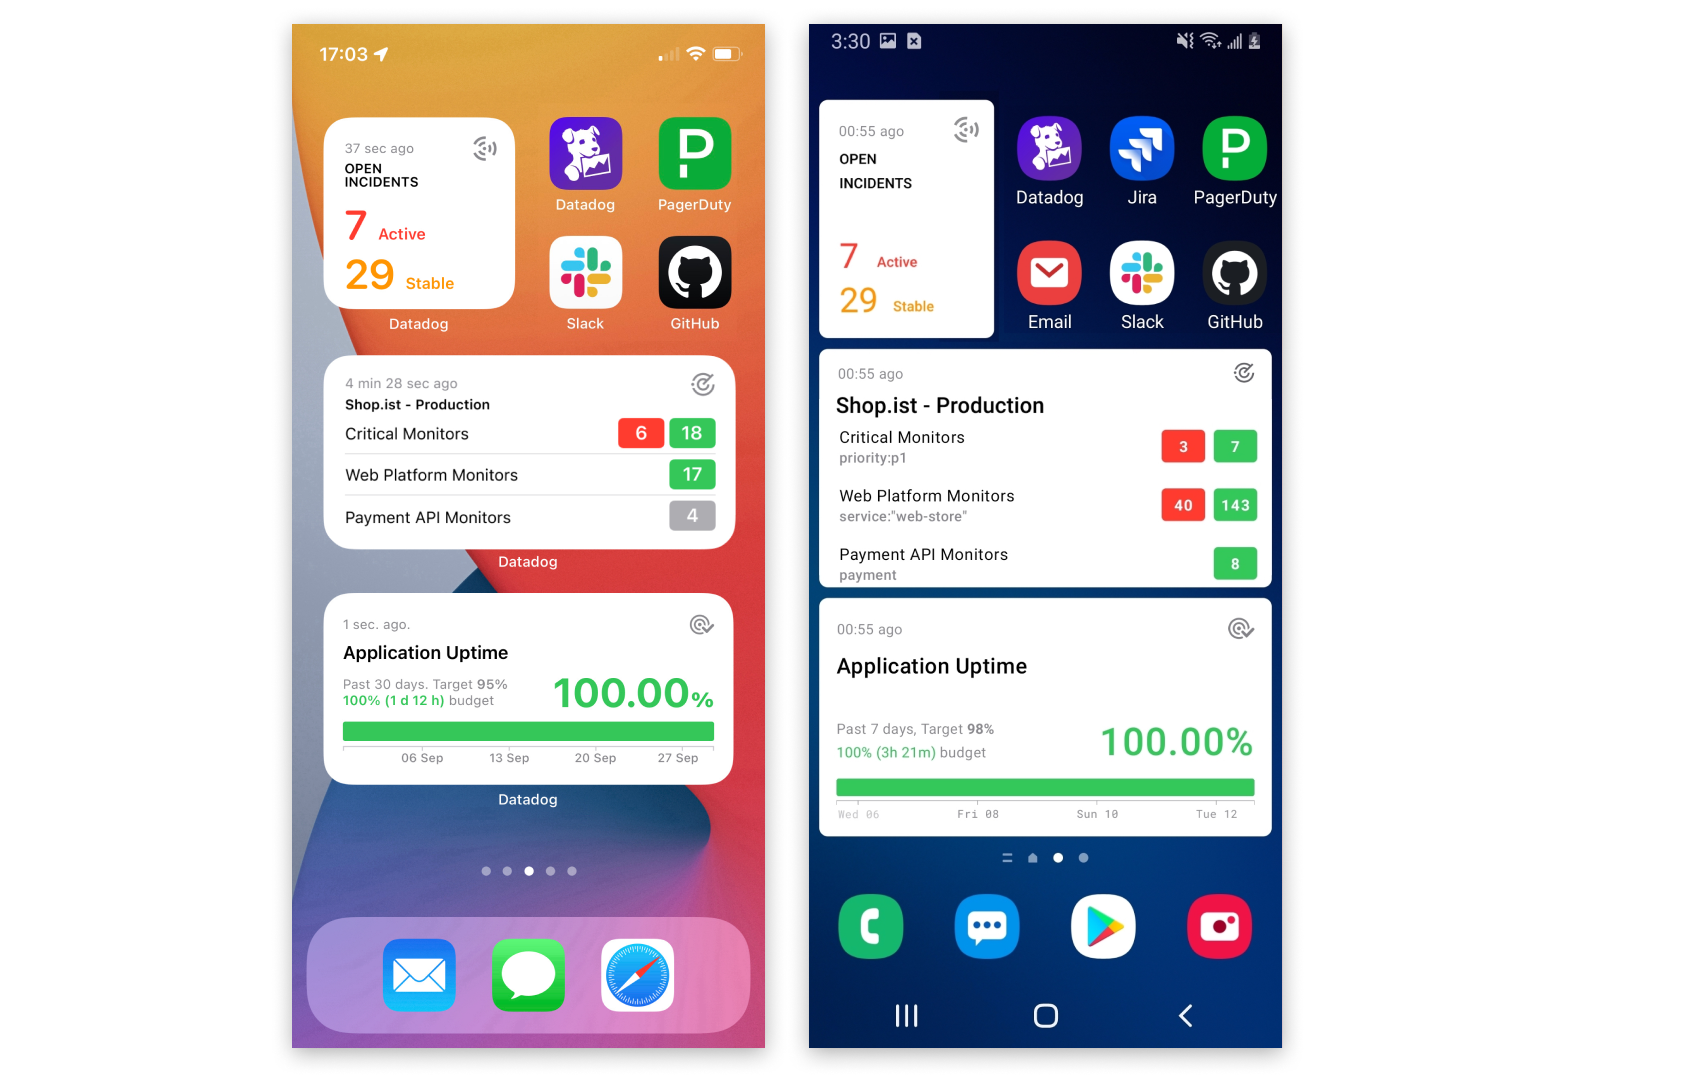 17:03
37 sec ago
OPEN
INCIDENTS
7 Active
29 Stable
Datadog
Datadog
PagerDuty
Slack
GitHub
4 min 28 sec ago
Shop.ist - Production
Critical Monitors 6 18
Web Platform Monitors 17
Payment API Monitors 4
Datadog
1 sec. ago.
Application Uptime
Past 30 days. Target 95%
100% (1 d 12 h) budget
100.00%
06 Sep 13 Sep 20 Sep 27 Sep
Datadog
3:30
00:55 ago
OPEN
INCIDENTS
7 Active
29 Stable
Datadog Jira PagerDuty
Email Slack GitHub
00:55 ago
Shop.ist - Production
Critical Monitors 3 7
priority:p1
Web Platform Monitors 40 143
service:"web-store"
Payment API Monitors 8
payment
00:55 ago
Application Uptime
Past 7 days, Target 98%
100% (3h 21m) budget
100.00%
Wed 06 Fri 08 Sun 10 Tue 12